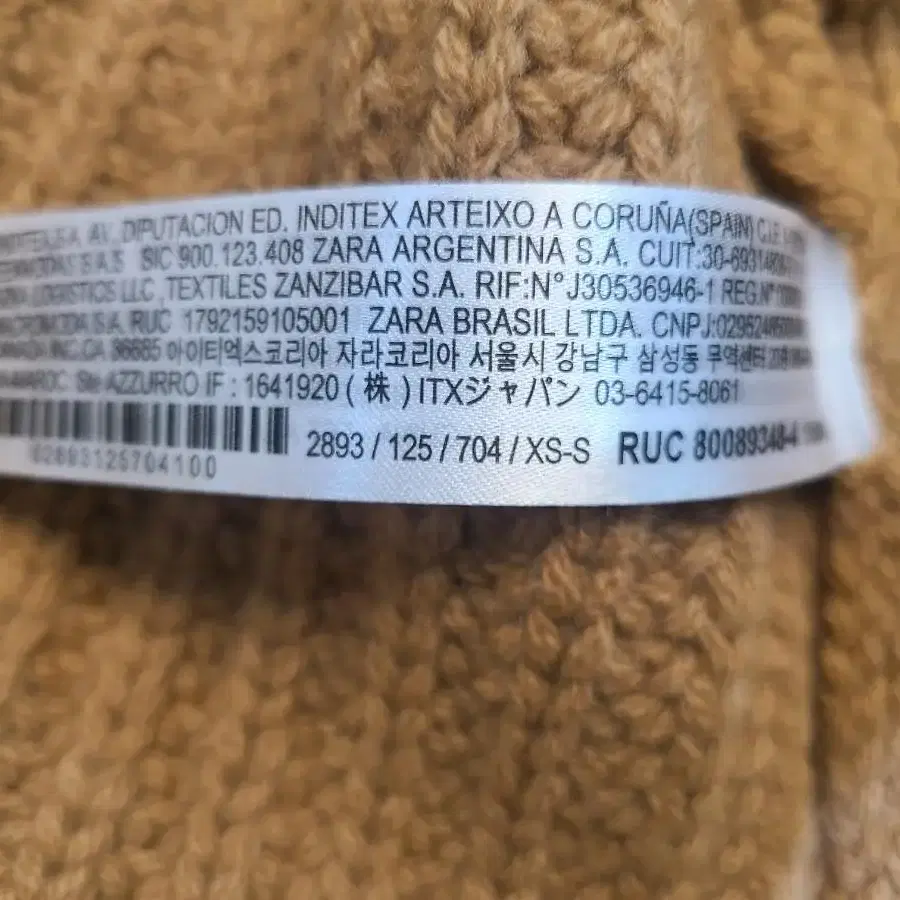 AV. DIPUTACION ED. INDITEX ARTEIXO A CORUÑA(SPAIN) C.I.F.
SIC 900.123.408 ZARA ARGENTINA S.A. CUIT:30-
LOGISTICS LLC ,TEXTILES ZANZIBAR S.A. RIF:N° J30536946-1 REG.N°
S.A. RUC 1792159105001 ZARA BRASIL LTDA. CNPJ:
INC.CA 36665 아이티엑스코리아 자라코리아 서울시 강남구 삼성동 무역센터
AZZURRO IF : 1641920 ( 株 ) ITXジャパン 03-6415-8061
2893 / 125 / 704 / XS-S RUC 80089348-4
02893125704100